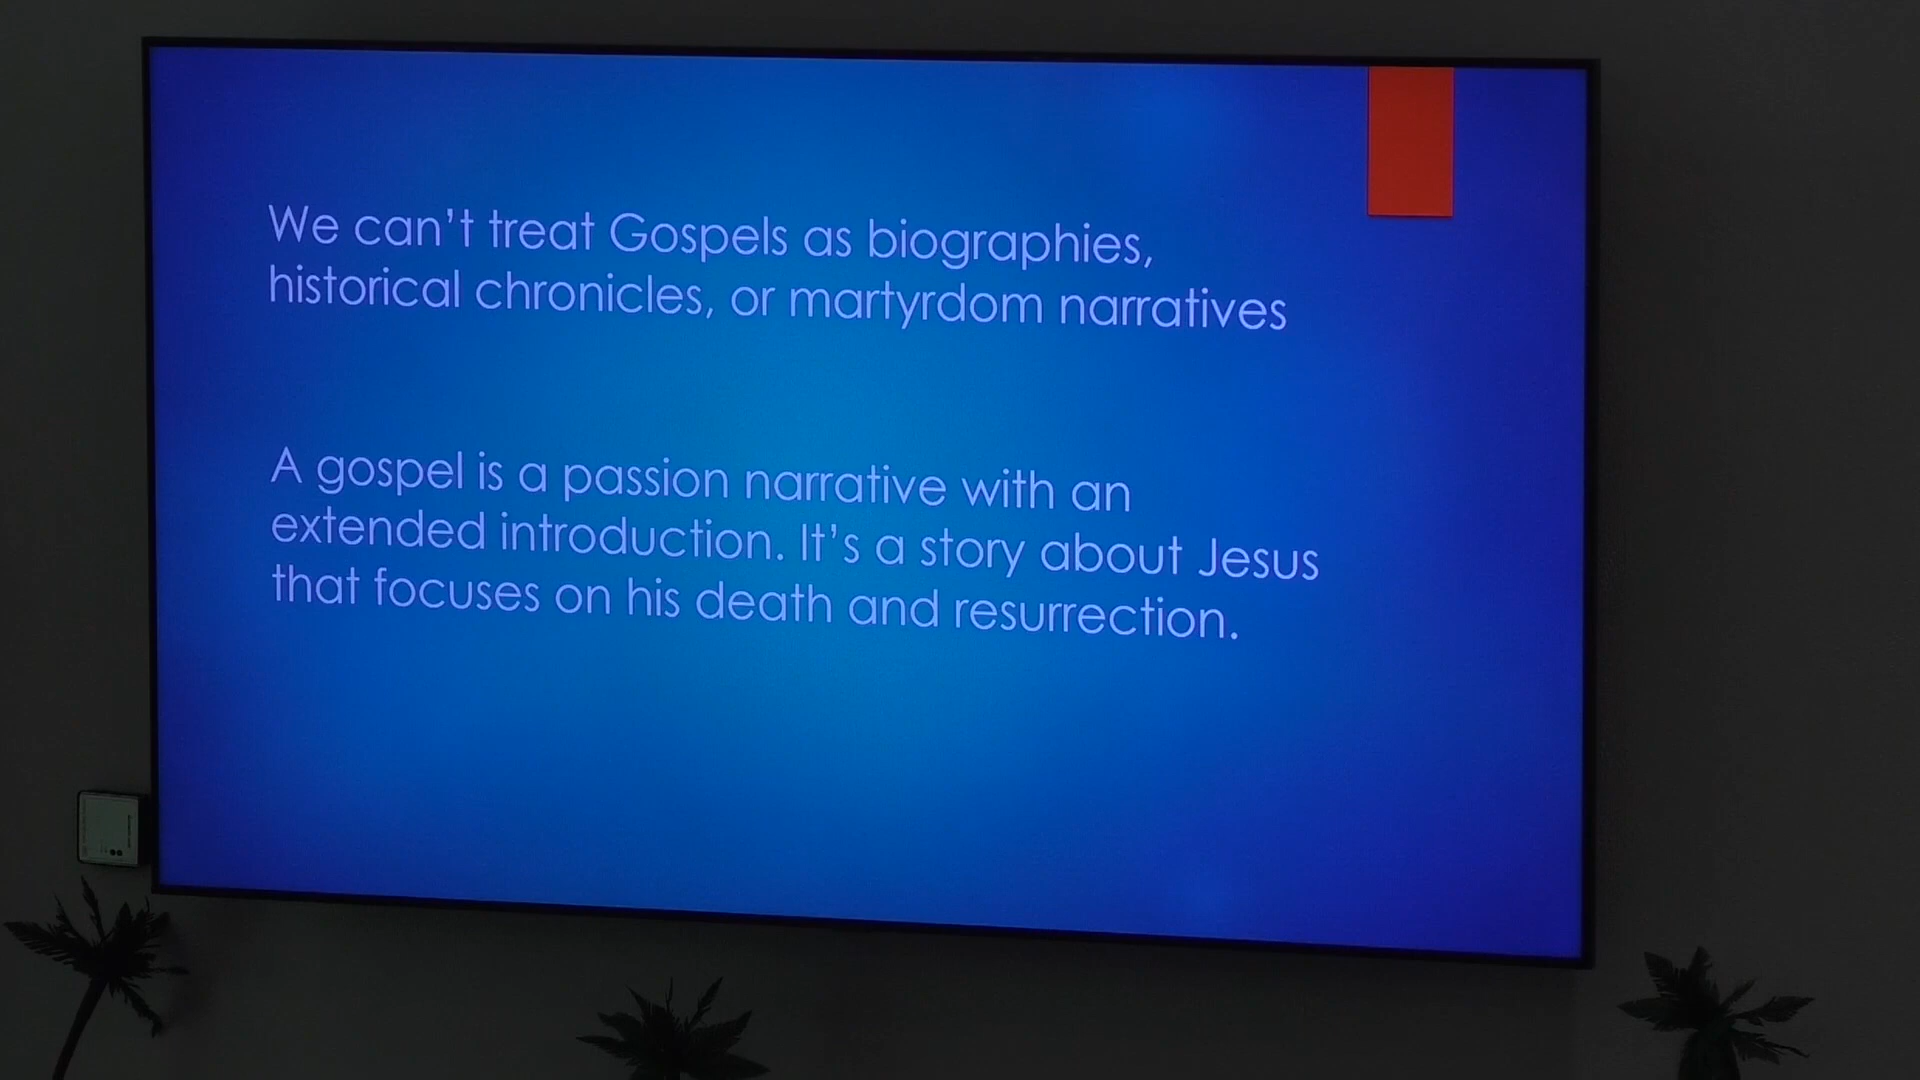 We can't treat Gospels as biographies,
historical chronicles, or martyrdom narratives
A gospel is a passion narrative with an
extended introduction. It's a story about Jesus
that focuses on his death and resurrection.